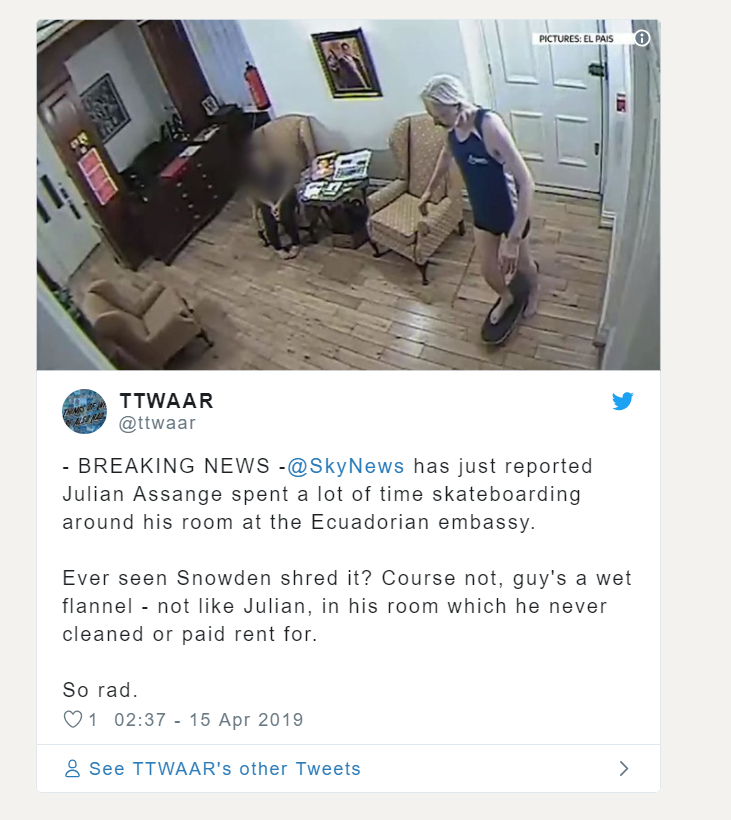 PICTURES: EL PAIS
TTWAAR
@ttwaar
- BREAKING NEWS -@SkyNews has just reported
Julian Assange spent a lot of time skateboarding
around his room at the Ecuadorian embassy.
Ever seen Snowden shred it? Course not, guy's a wet
flannel - not like Julian, in his room which he never
cleaned or paid rent for.
So rad.
1 02:37 - 15 Apr 2019
See TTWAAR's other Tweets